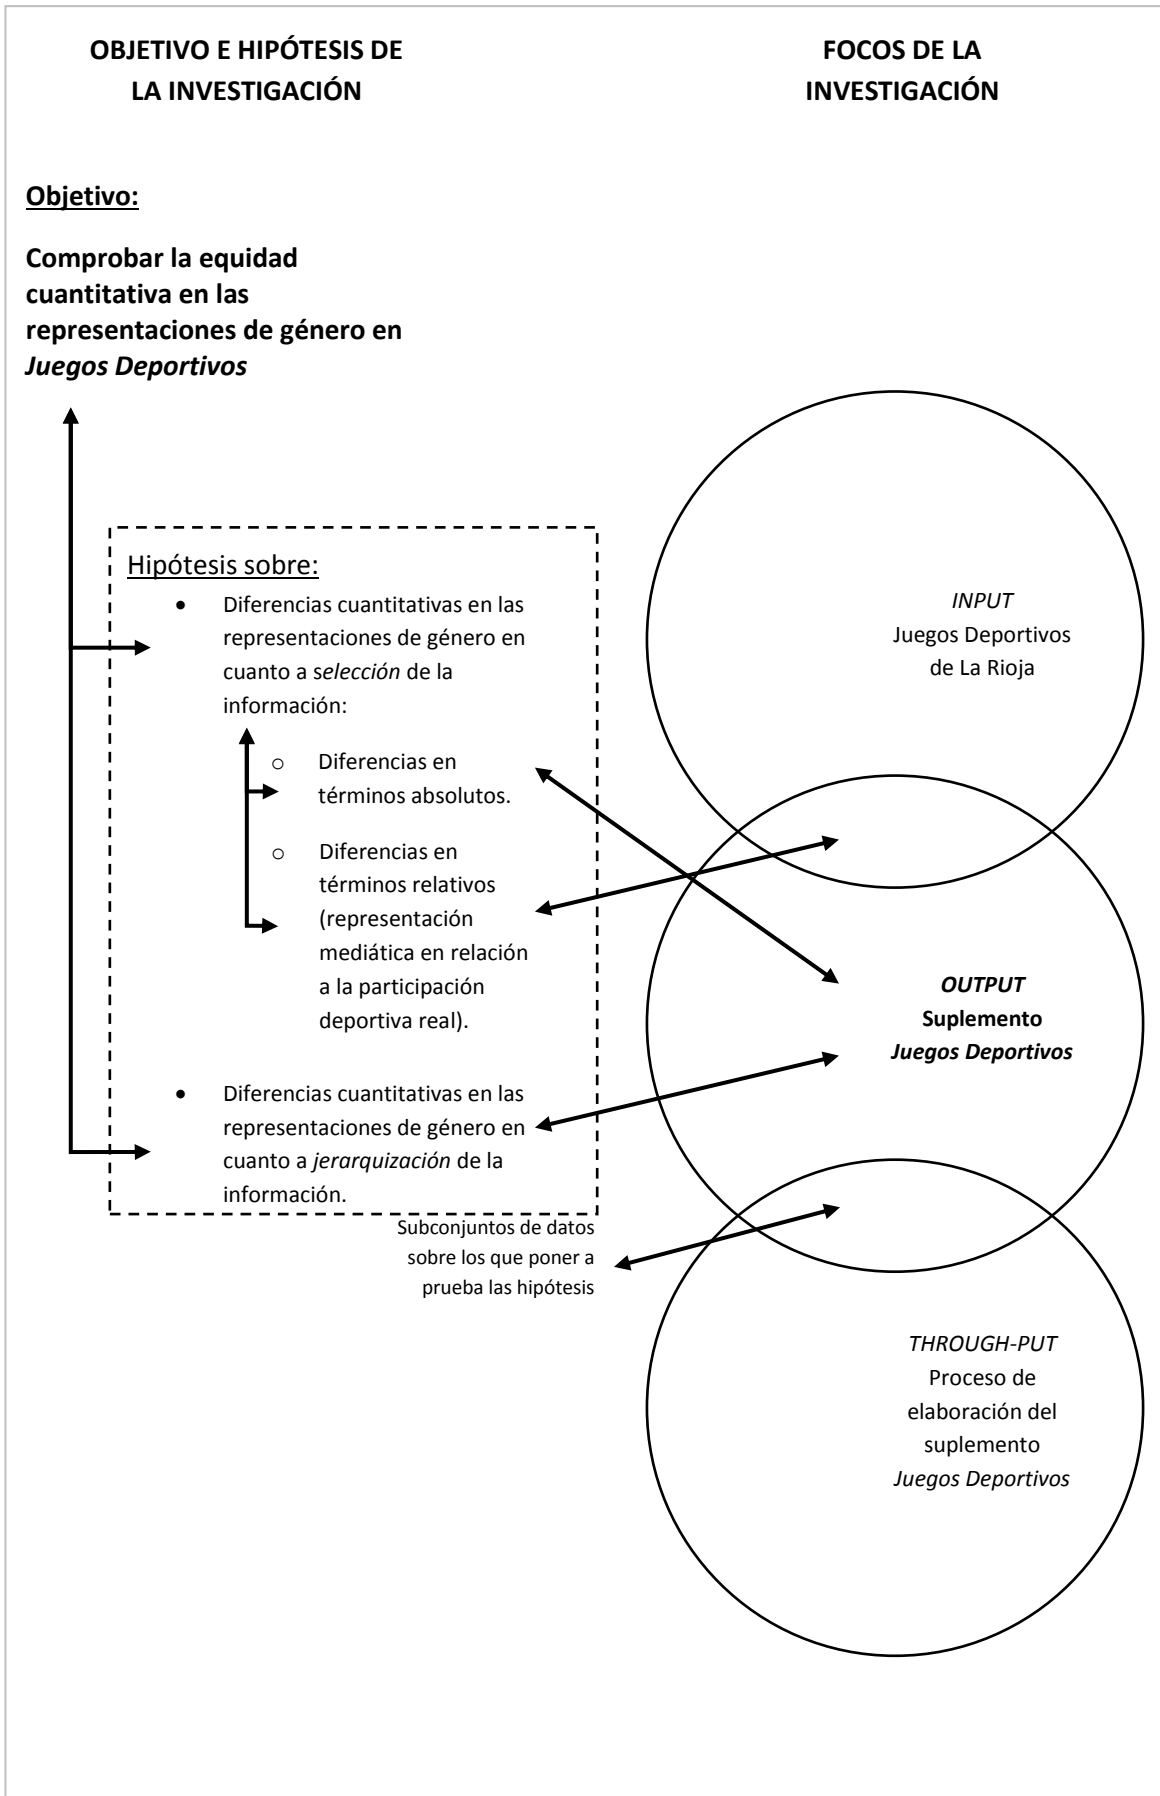 OBJETIVO E HIPÓTESIS DE
LA INVESTIGACIÓN
FOCOS DE LA
INVESTIGACIÓN
Objetivo:
Comprobar la equidad
cuantitativa en las
representaciones de género en
Juegos Deportivos
Hipótesis sobre:
• Diferencias cuantitativas en las
representaciones de género en
cuanto a selección de la
información:
o Diferencias en
términos absolutos.
o Diferencias en
términos relativos
(representación
mediática en relación
a la participación
deportiva real).
• Diferencias cuantitativas en las
representaciones de género en
cuanto a jerarquización de la
información.
Subconjuntos de datos
sobre los que poner a
prueba las hipótesis
INPUT
Juegos Deportivos
de La Rioja
OUTPUT
Suplemento
Juegos Deportivos
THROUGH-PUT
Proceso de
elaboración del
suplemento
Juegos Deportivos